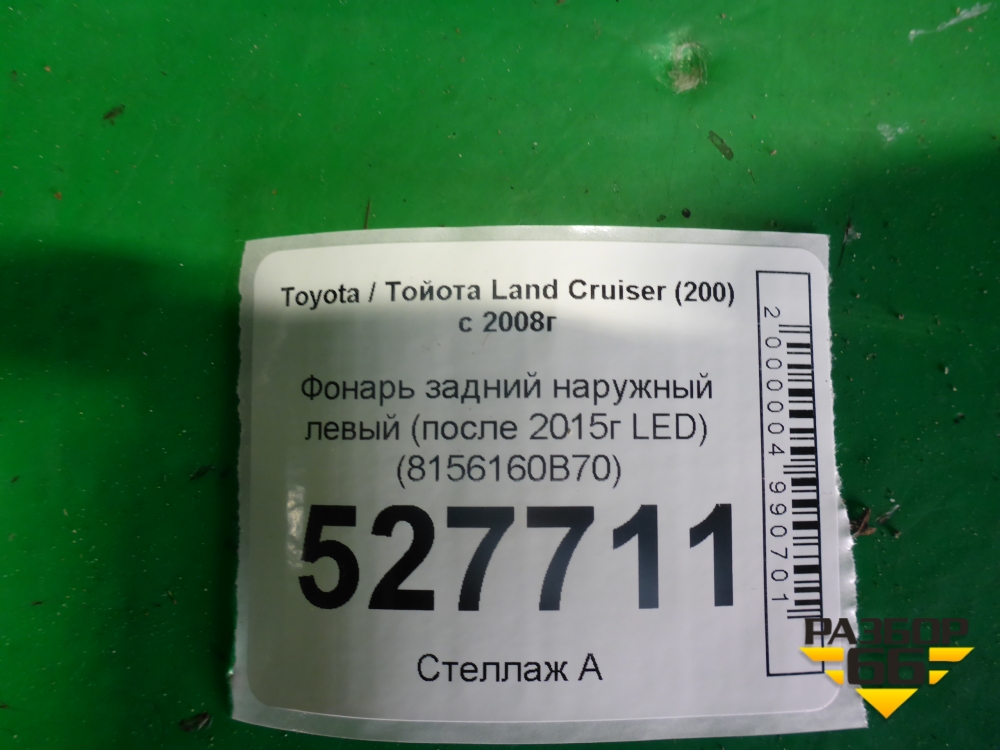 Toyota / Тойота Land Cruiser (200)
с 2008г
Фонарь задний наружный
левый (после 2015г LED)
(8156160B70)
527711
Стеллаж А
2000004990701
РАЗБОР
66